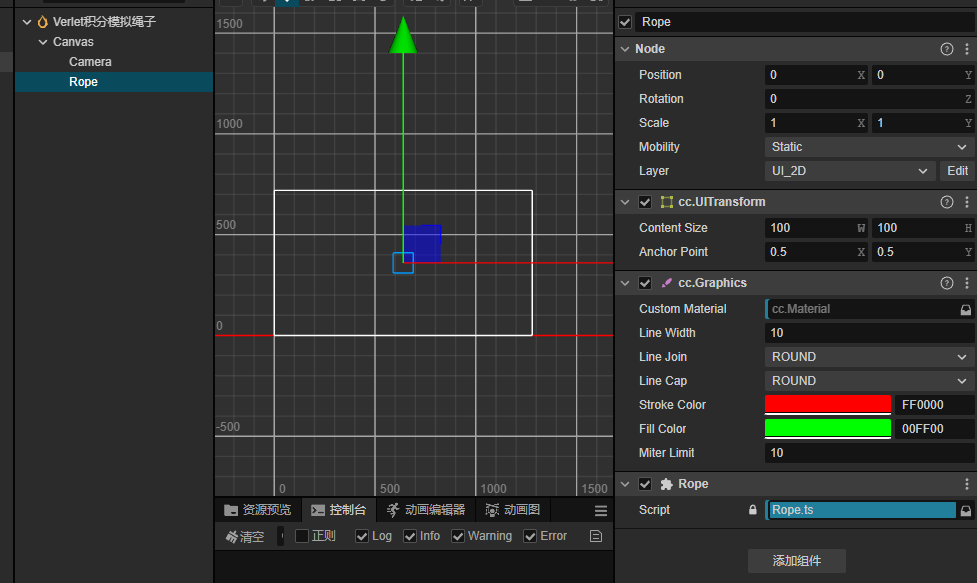 Verlet积分模拟绳子
Canvas
Camera
Rope
1500
1000
500
0
-500
0
500
1000
1500
资源预览
控制台
动画编辑器
动画图
清空
正则
Log
Info
Warning
Error
Rope
Node
Position
0 X
0 Y
Rotation
0 Z
Scale
1 X
1 Y
Mobility
Static
Layer
UI_2D
Edit
cc.UITransform
Content Size
100 W
100 H
Anchor Point
0.5 X
0.5 Y
cc.Graphics
Custom Material
cc.Material
Line Width
10
Line Join
ROUND
Line Cap
ROUND
Stroke Color
FF0000
Fill Color
00FF00
Miter Limit
10
Rope
Script
Rope.ts
添加组件